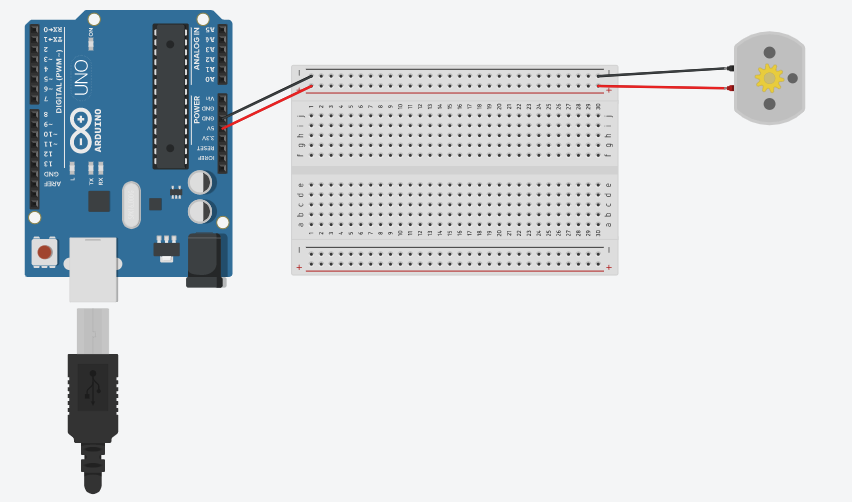 RX←0
TX→1
2
~3
4
~5
~6
7
8
~9
~10
~11
12
13
GND
AREF
DIGITAL (PWM~)
ON
UNO
ARDUINO
L
TX
RX
ANALOG IN
A5
A4
A3
A2
A1
A0
POWER
Vin
GND
GND
5V
3.3V
RESET
IOREF
− −
+ +
1 2 3 4 5 6 7 8 9 10 11 12 13 14 15 16 17 18 19 20 21 22 23 24 25 26 27 28 29 30
j j
i i
h h
g g
f f
e e
d d
c c
b b
a a
1 2 3 4 5 6 7 8 9 10 11 12 13 14 15 16 17 18 19 20 21 22 23 24 25 26 27 28 29 30
− −
+ +